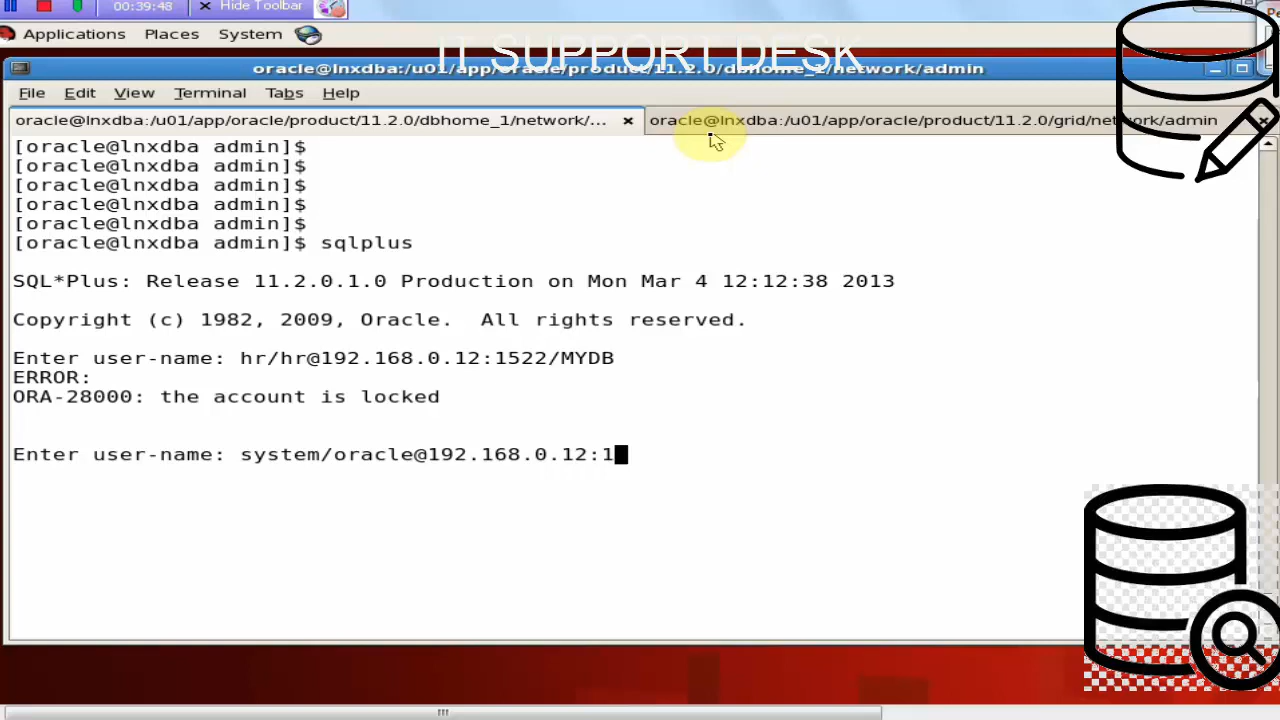 00:39:48 Hide Toolbar
Applications Places System
IT SUPPORT DESK
oracle@lnxdba:/u01/app/oracle/product/11.2.0/dbhome_1/network/admin
File Edit View Terminal Tabs Help
oracle@lnxdba:/u01/app/oracle/product/11.2.0/dbhome_1/network/... oracle@lnxdba:/u01/app/oracle/product/11.2.0/grid/network/admin
[oracle@lnxdba admin]$
[oracle@lnxdba admin]$
[oracle@lnxdba admin]$
[oracle@lnxdba admin]$
[oracle@lnxdba admin]$
[oracle@lnxdba admin]$ sqlplus
SQL*Plus: Release 11.2.0.1.0 Production on Mon Mar 4 12:12:38 2013
Copyright (c) 1982, 2009, Oracle.  All rights reserved.
Enter user-name: hr/hr@192.168.0.12:1522/MYDB
ERROR:
ORA-28000: the account is locked
Enter user-name: system/oracle@192.168.0.12:1